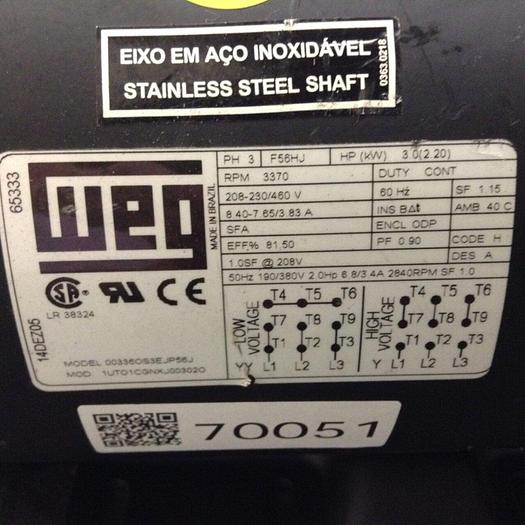 EIXO EM AÇO INOXIDÁVEL
STAINLESS STEEL SHAFT
0363.0218
65333
WEG
MADE IN BRAZIL
PH 3 F56HJ HP (kW) 3.0(2.20)
RPM 3370 DUTY CONT
208-230/460 V 60 Hz SF 1.15
8.40-7.65/3.83 A INS B Δt AMB 40 C
SFA ENCL ODP
EFF.% 81.50 PF 0.90 CODE H
1.0SF @ 208V DES A
50Hz 190/380V 2.0Hp 6.8/3.4A 2840RPM SF 1.0
SA UR CE
LR 38324
14DEZ05
MODEL 00336OS3EJP56J
MOD. 1UTO1CGNXJ003020
LOW VOLTAGE
T4 T5 T6
T7 T8 T9
T1 T2 T3
YY L1 L2 L3
HIGH VOLTAGE
T4 T5 T6
T7 T8 T9
T1 T2 T3
Y L1 L2 L3
70051